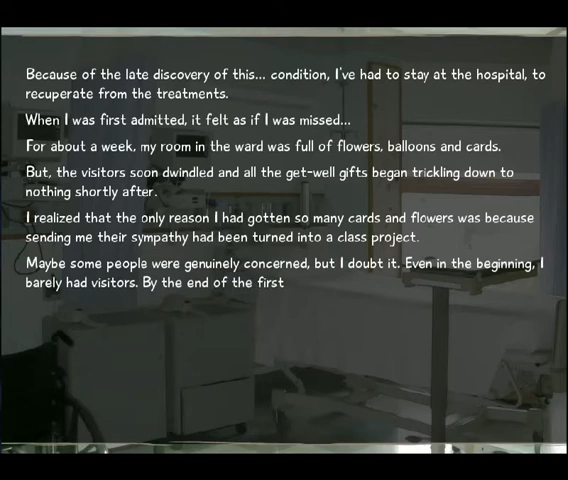 Because of the late discovery of this... condition, I've had to stay at the hospital, to
recuperate from the treatments.
When I was first admitted, it felt as if I was missed...
For about a week, my room in the ward was full of flowers, balloons and cards.
But, the visitors soon dwindled and all the get-well gifts began trickling down to
nothing shortly after.
I realized that the only reason I had gotten so many cards and flowers was because
sending me their sympathy had been turned into a class project.
Maybe some people were genuinely concerned, but I doubt it. Even in the beginning, I
barely had visitors. By the end of the first